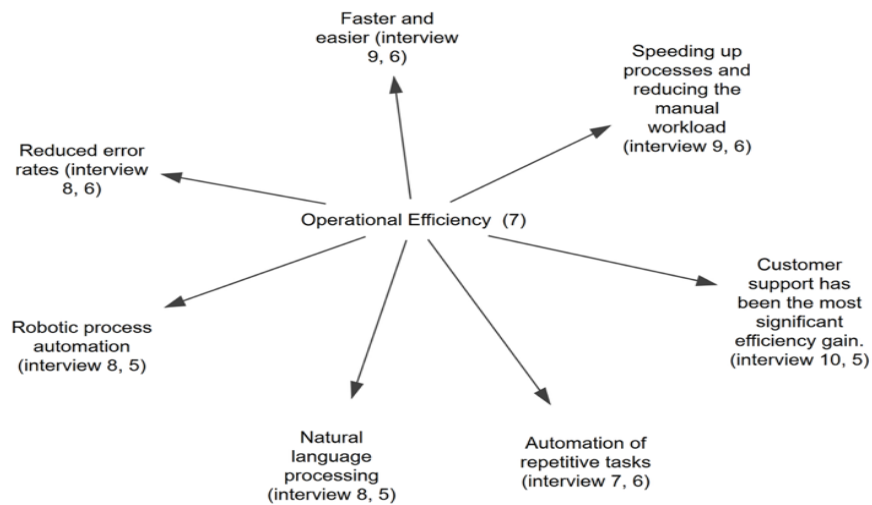 Faster and
easier (interview
9, 6)
Speeding up
processes and
reducing the
manual
workload
(interview 9, 6)
Reduced error
rates (interview
8, 6)
Operational Efficiency (7)
Customer
support has
been the most
significant
efficiency gain.
(interview 10, 5)
Robotic process
automation
(interview 8, 5)
Natural
language
processing
(interview 8, 5)
Automation of
repetitive tasks
(interview 7, 6)